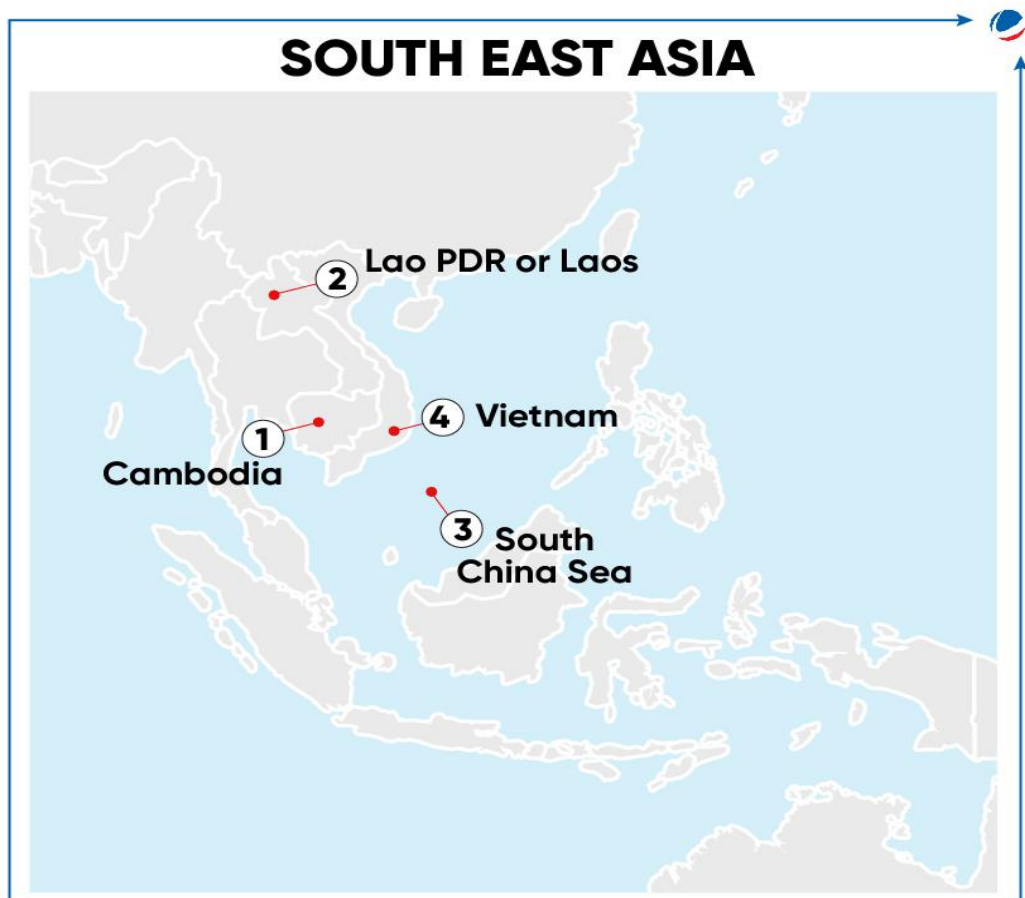 SOUTH EAST ASIA
2 Lao PDR or Laos
4 Vietnam
1
Cambodia
3 South
China Sea